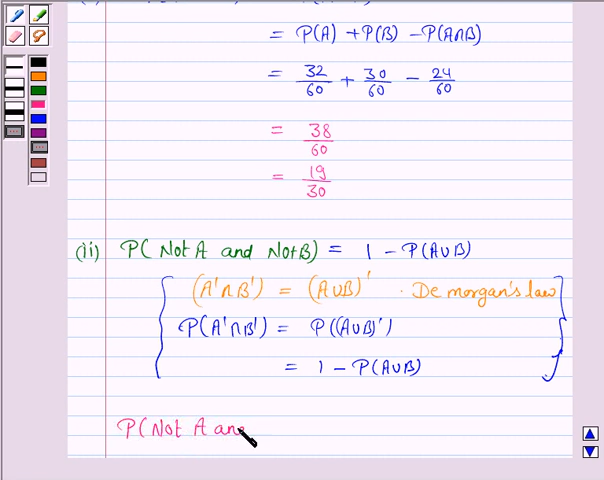 = P(A) + P(B) - P(A∩B)
= 32/60 + 30/60 - 24/60
= 38/60
= 19/30
(ii) P(Not A and Not B) = 1 - P(A∪B)
(A'∩B') = (A∪B)' . De morgan's law
P(A'∩B') = P((A∪B)')
= 1 - P(A∪B)
P(Not A an